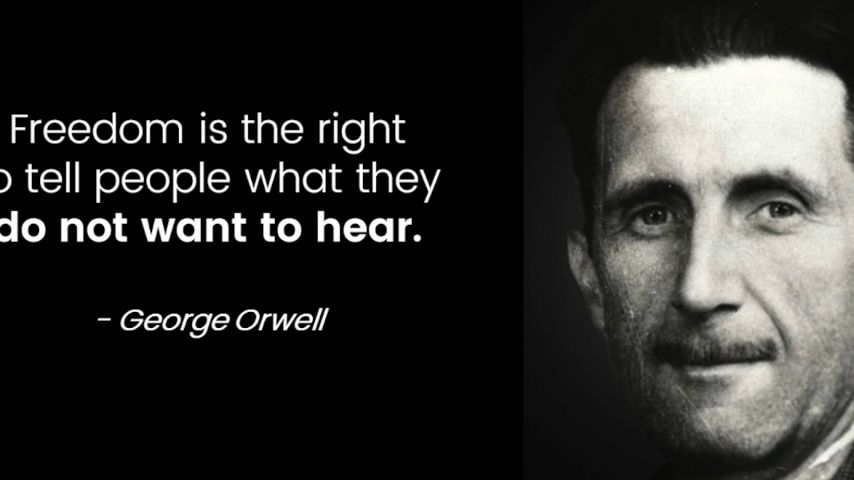 Freedom is the right
o tell people what they
do not want to hear.
- George Orwell